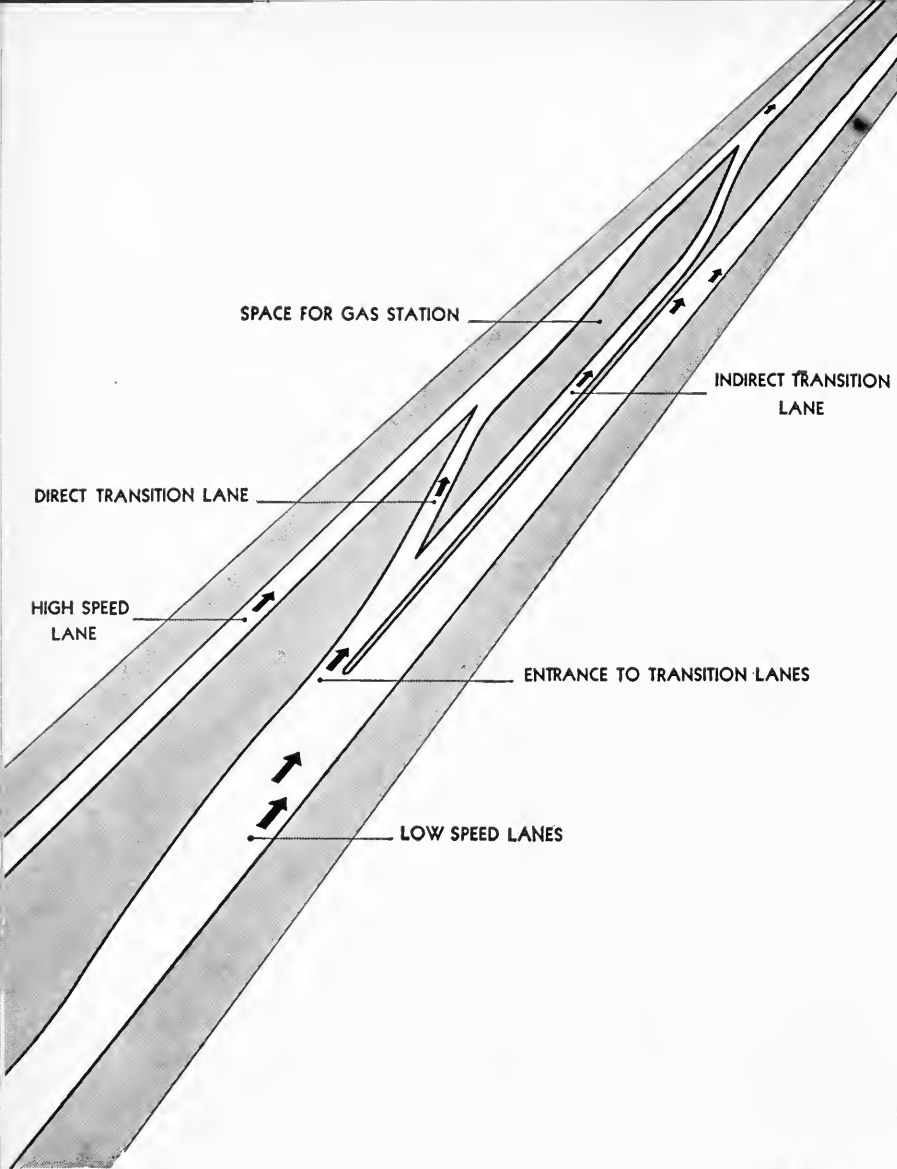 SPACE FOR GAS STATION
INDIRECT TRANSITION
LANE
DIRECT TRANSITION LANE
HIGH SPEED
LANE
ENTRANCE TO TRANSITION LANES
LOW SPEED LANES